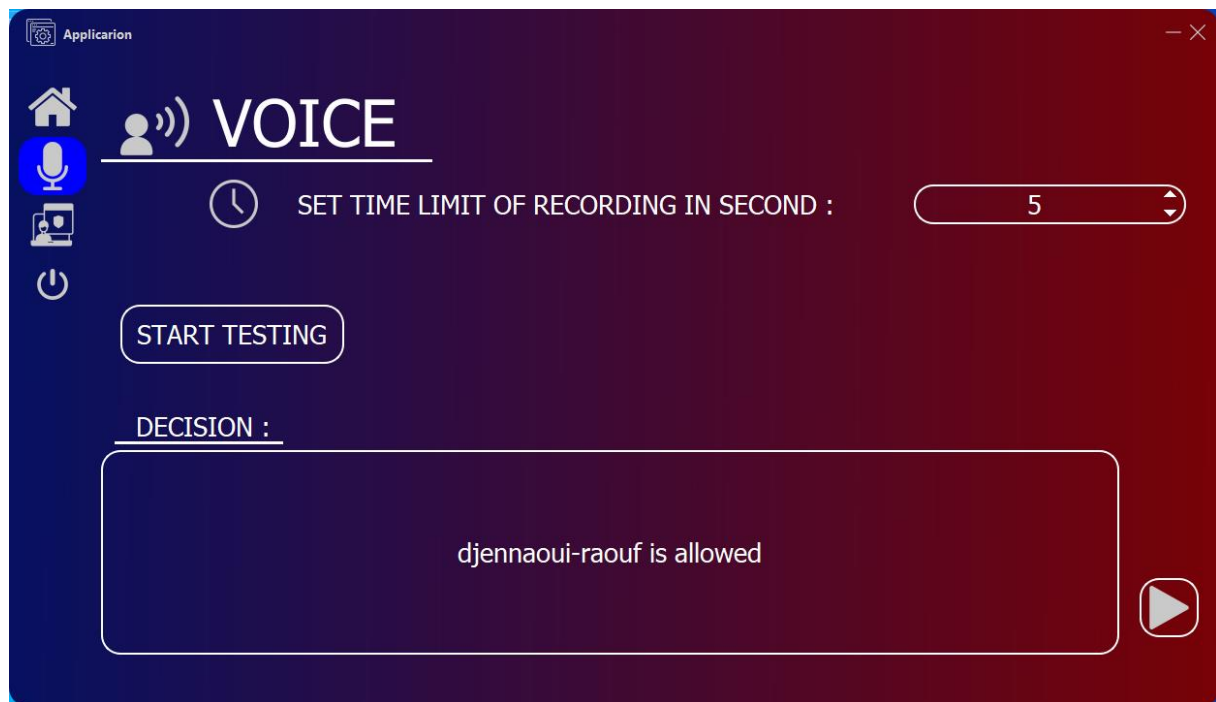 Applicarion
VOICE
SET TIME LIMIT OF RECORDING IN SECOND :
5
START TESTING
DECISION :
djennaoui-raouf is allowed